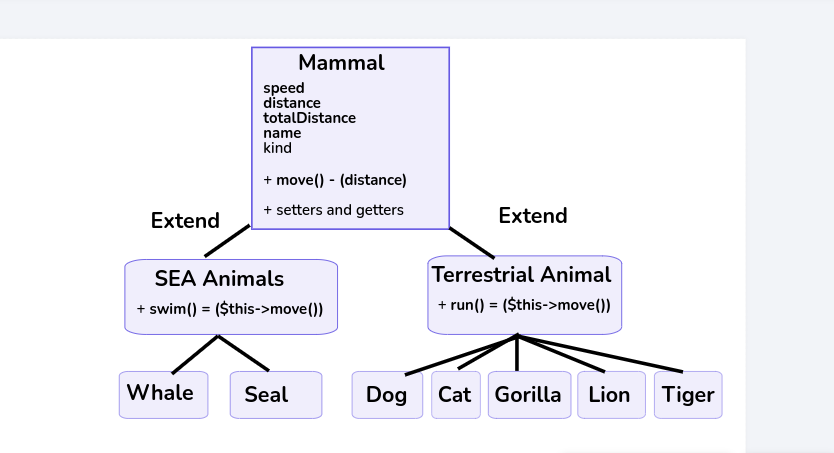 Mammal
speed
distance
totalDistance
name
kind
+ move() - (distance)
+ setters and getters
Extend
Extend
SEA Animals
+ swim() = ($this->move())
Terrestrial Animal
+ run() = ($this->move())
Whale
Seal
Dog
Cat
Gorilla
Lion
Tiger